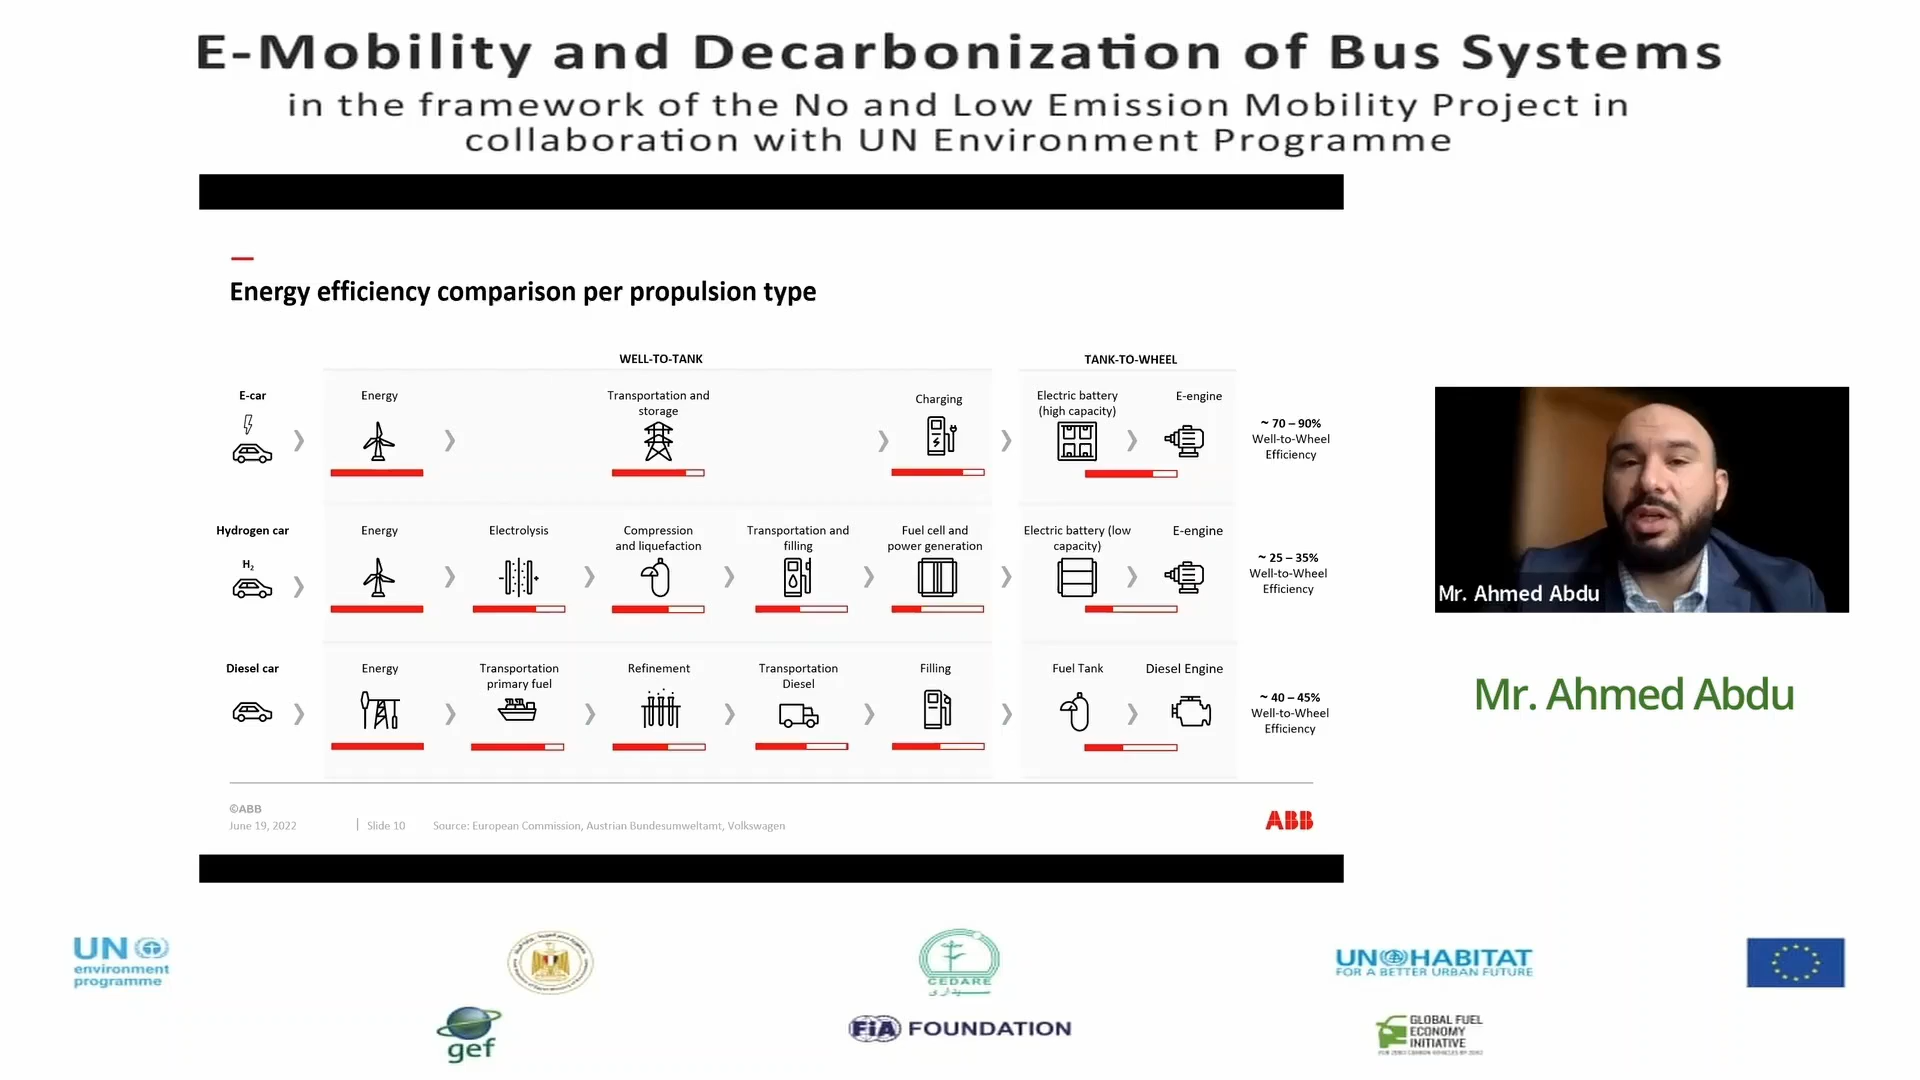 E-Mobility and Decarbonization of Bus Systems
in the framework of the No and Low Emission Mobility Project in
collaboration with UN Environment Programme
Energy efficiency comparison per propulsion type
WELL-TO-TANK
TANK-TO-WHEEL
E-car
Energy
Transportation and
storage
Charging
Electric battery
(high capacity)
E-engine
~ 70 – 90%
Well-to-Wheel
Efficiency
Hydrogen car
H₂
Energy
Electrolysis
Compression
and liquefaction
Transportation and
filling
Fuel cell and
power generation
Electric battery (low
capacity)
E-engine
~ 25 – 35%
Well-to-Wheel
Efficiency
Diesel car
Energy
Transportation
primary fuel
Refinement
Transportation
Diesel
Filling
Fuel Tank
Diesel Engine
~ 40 – 45%
Well-to-Wheel
Efficiency
©ABB
June 19, 2022
Slide 10
Source: European Commission, Austrian Bundesumweltamt, Volkswagen
ABB
Mr. Ahmed Abdu
Mr. Ahmed Abdu
UN
environment
programme
CEDARE
سيداري
UN HABITAT
FOR A BETTER URBAN FUTURE
gef
FiA FOUNDATION
GLOBAL FUEL
ECONOMY
INITIATIVE